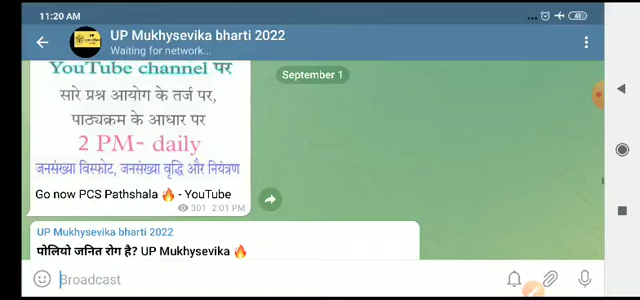 11:20 AM
61
UP Mukhysevika bharti 2022
Waiting for network...
YouTube channel पर
सारे प्रश्न आयोग के तर्ज पर,
पाठ्यक्रम के आधार पर
2 PM- daily
जनसंख्या विस्फोट, जनसंख्या वृद्धि और नियंत्रण
Go now PCS Pathshala 🔥 - YouTube
301 2:01 PM
September 1
UP Mukhysevika bharti 2022
पोलियो जनित रोग है? UP Mukhysevika 🔥
Broadcast